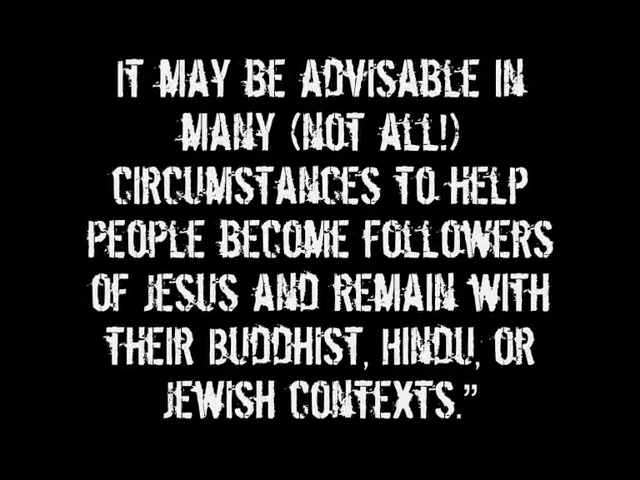 IT MAY BE ADVISABLE IN
MANY (NOT ALL!)
CIRCUMSTANCES TO HELP
PEOPLE BECOME FOLLOWERS
OF JESUS AND REMAIN WITH
THEIR BUDDHIST, HINDU, OR
JEWISH CONTEXTS.”